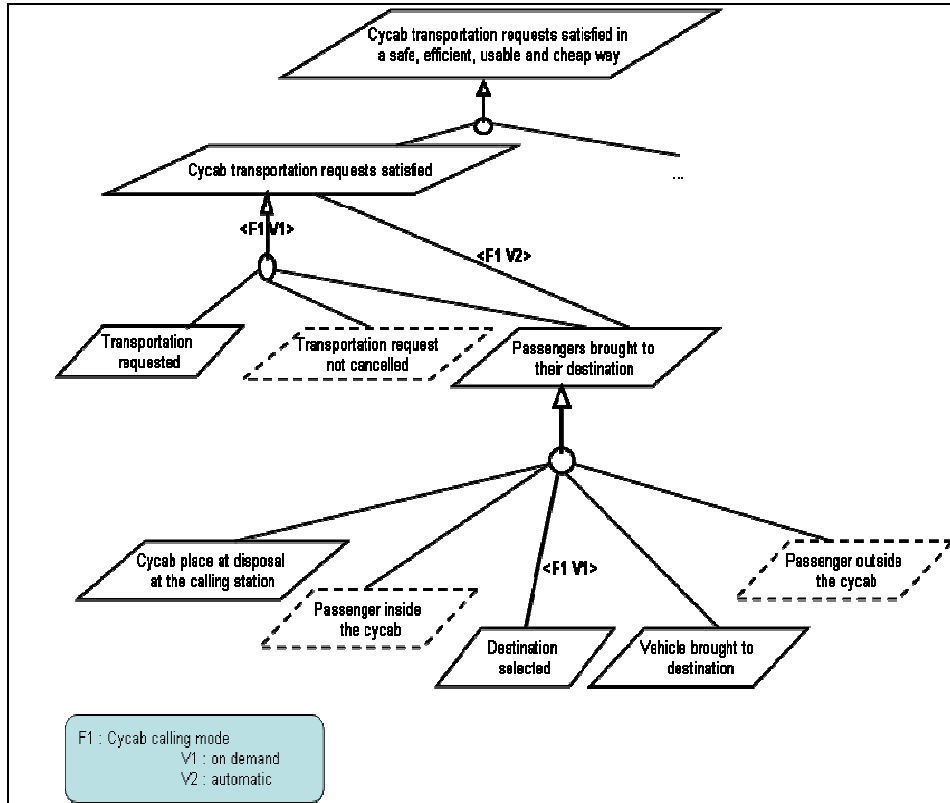 Cycab transportation requests satisfied in
a safe, efficient, usable and cheap way
Cycab transportation requests satisfied
...
<F1 V1>
<F1 V2>
Transportation
requested
Transportation request
not cancelled
Passengers brought to
their destination
Cycab place at disposal
at the calling station
<F1 V1>
Passenger outside
the cycab
Passenger inside
the cycab
Destination
selected
Vehicle brought to
destination
F1 : Cycab calling mode
V1 : on demand
V2 : automatic